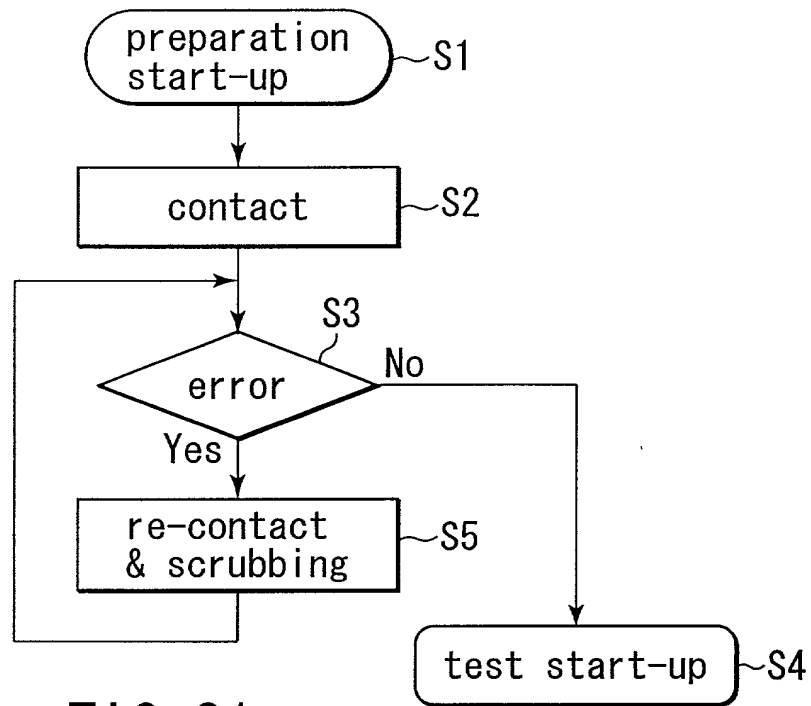 preparation
start-up
S1
contact
S2
S3
error
No
Yes
re-contact
& scrubbing
S5
test start-up
S4